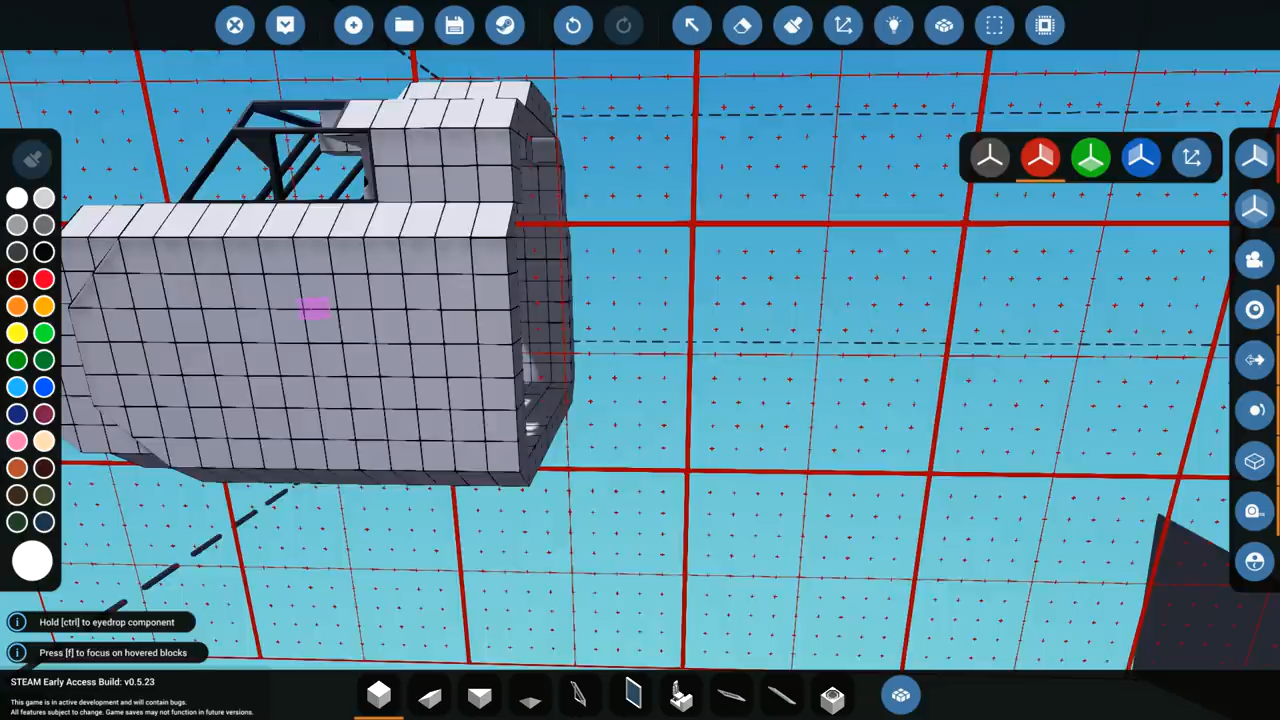 Hold [ctrl] to eyedrop component
Press [f] to focus on hovered blocks
STEAM Early Access Build: v0.5.23
This game is in active development and will contain bugs.
All features subject to change. Game saves may not function in future versions.